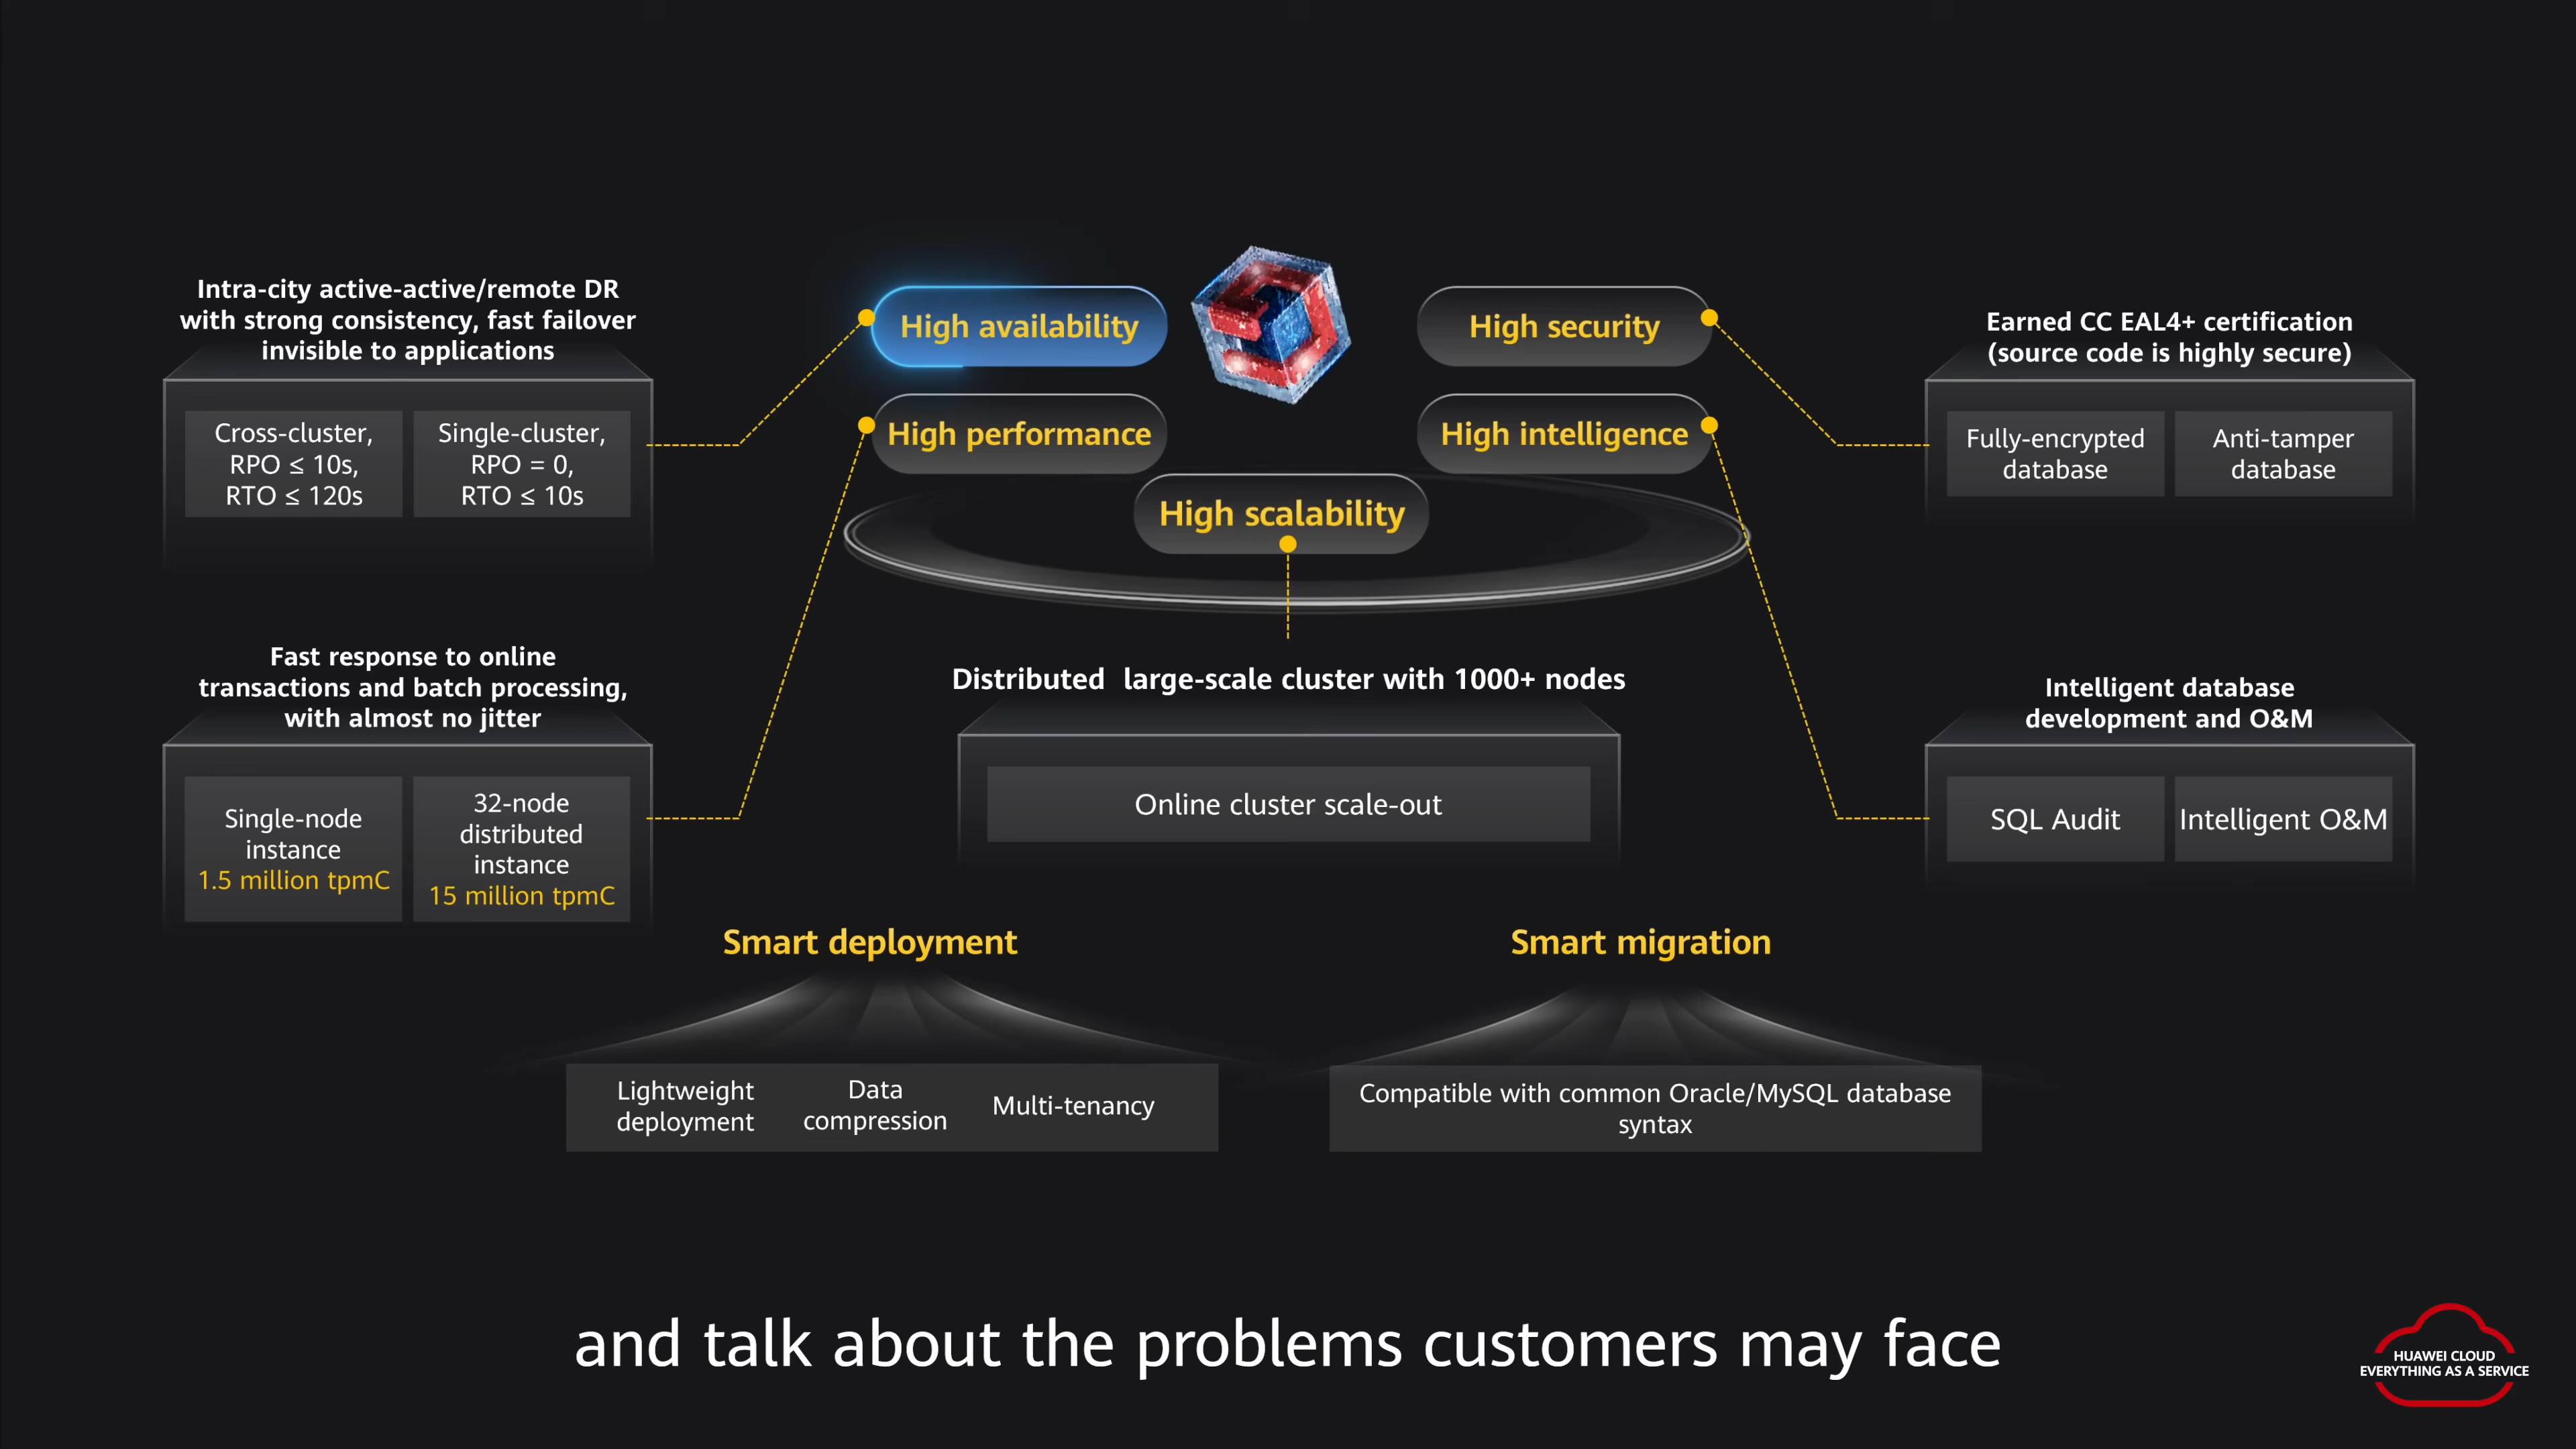 Intra-city active-active/remote DR
with strong consistency, fast failover
invisible to applications
Cross-cluster,
RPO ≤ 10s,
RTO ≤ 120s
Single-cluster,
RPO = 0,
RTO ≤ 10s
High availability
High performance
High security
High intelligence
High scalability
Earned CC EAL4+ certification
(source code is highly secure)
Fully-encrypted
database
Anti-tamper
database
Fast response to online
transactions and batch processing,
with almost no jitter
Single-node
instance
1.5 million tpmC
32-node
distributed
instance
15 million tpmC
Distributed  large-scale cluster with 1000+ nodes
Online cluster scale-out
Intelligent database
development and O&M
SQL Audit
Intelligent O&M
Smart deployment
Lightweight
deployment
Data
compression
Multi-tenancy
Smart migration
Compatible with common Oracle/MySQL database
syntax
and talk about the problems customers may face
HUAWEI CLOUD
EVERYTHING AS A SERVICE